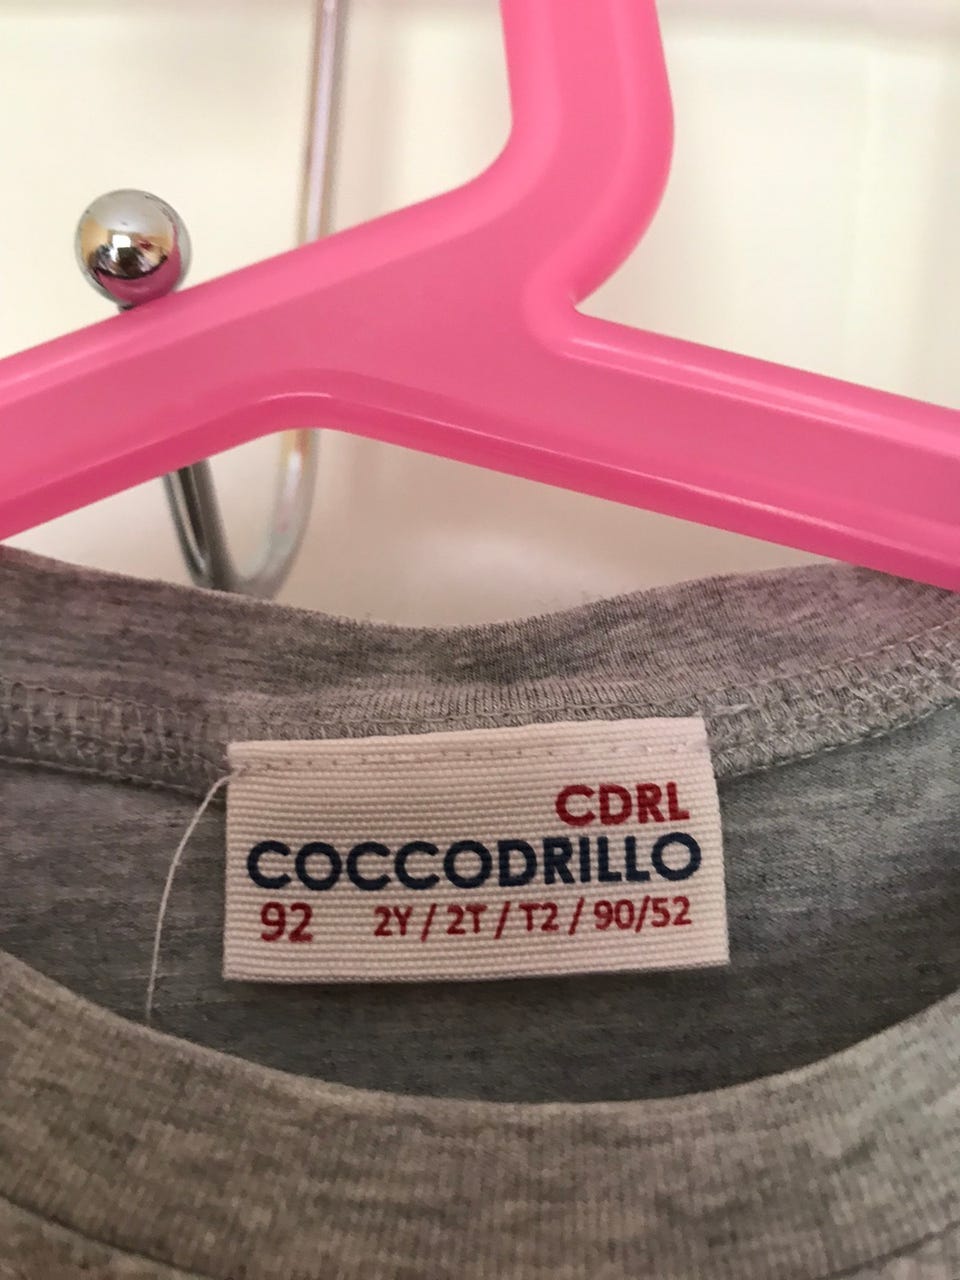 CDRL
COCCODRILLO
92 2Y / 2T / T2 / 90/52